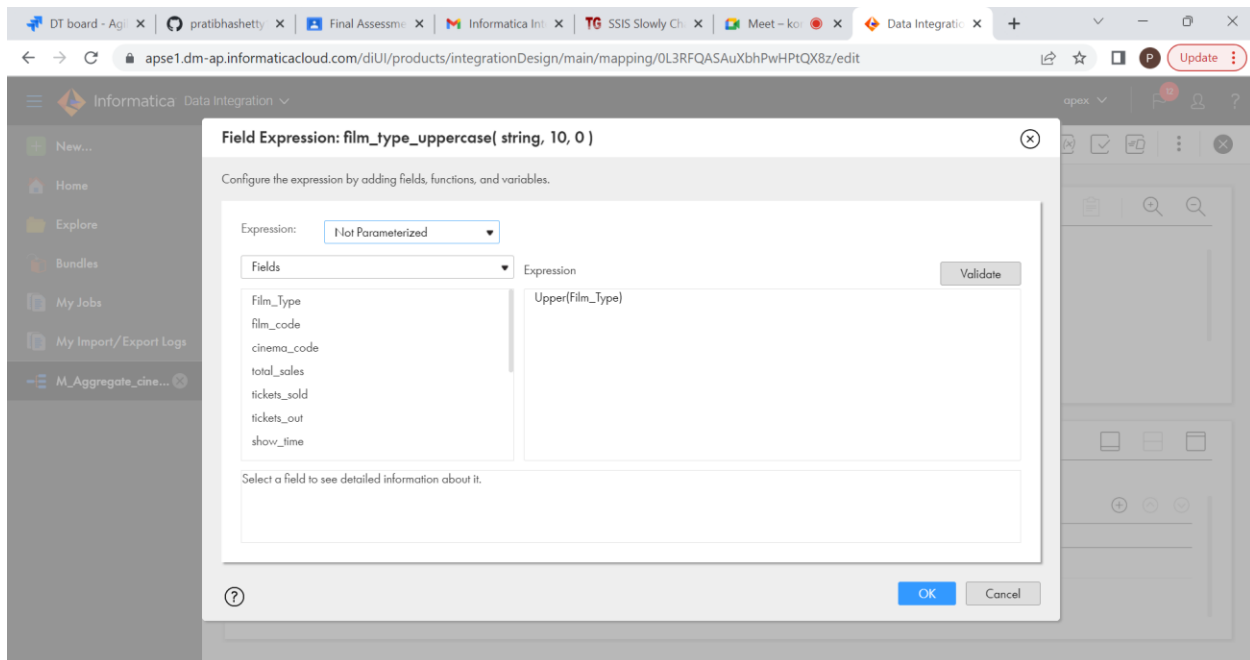 DT board - Agil
pratibhashetty
Final Assessme
Informatica Int
TG SSIS Slowly Ch
Meet – ko
Data Integratio
apse1.dm-ap.informaticacloud.com/diUI/products/integrationDesign/main/mapping/0L3RFQASAuXbhPwHPtQX8z/edit
P
Update
Informatica Data Integration
apex
12
?
New...
Home
Explore
Bundles
My Jobs
My Import/Export Logs
M_Aggregate_cine...
Field Expression: film_type_uppercase( string, 10, 0 )
Configure the expression by adding fields, functions, and variables.
Expression: Not Parameterized
Fields
Expression
Validate
Film_Type
film_code
cinema_code
total_sales
tickets_sold
tickets_out
show_time
Upper(Film_Type)
Select a field to see detailed information about it.
?
OK Cancel